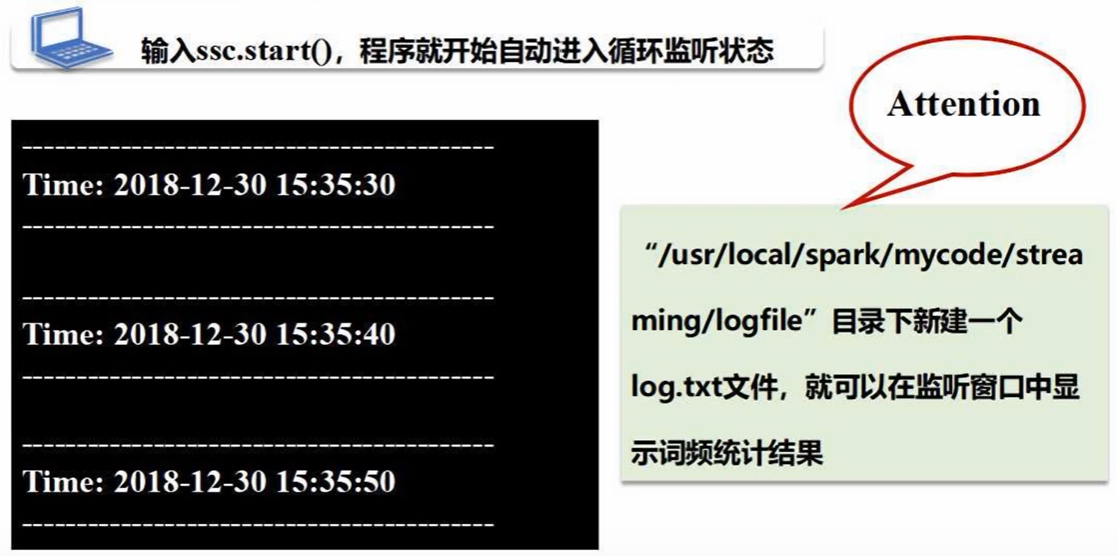 输入ssc.start()，程序就开始自动进入循环监听状态
Attention
-------------------------------------------
Time: 2018-12-30 15:35:30
-------------------------------------------
-------------------------------------------
Time: 2018-12-30 15:35:40
-------------------------------------------
-------------------------------------------
Time: 2018-12-30 15:35:50
-------------------------------------------
“/usr/local/spark/mycode/strea
ming/logfile”目录下新建一个
log.txt文件，就可以在监听窗口中显
示词频统计结果